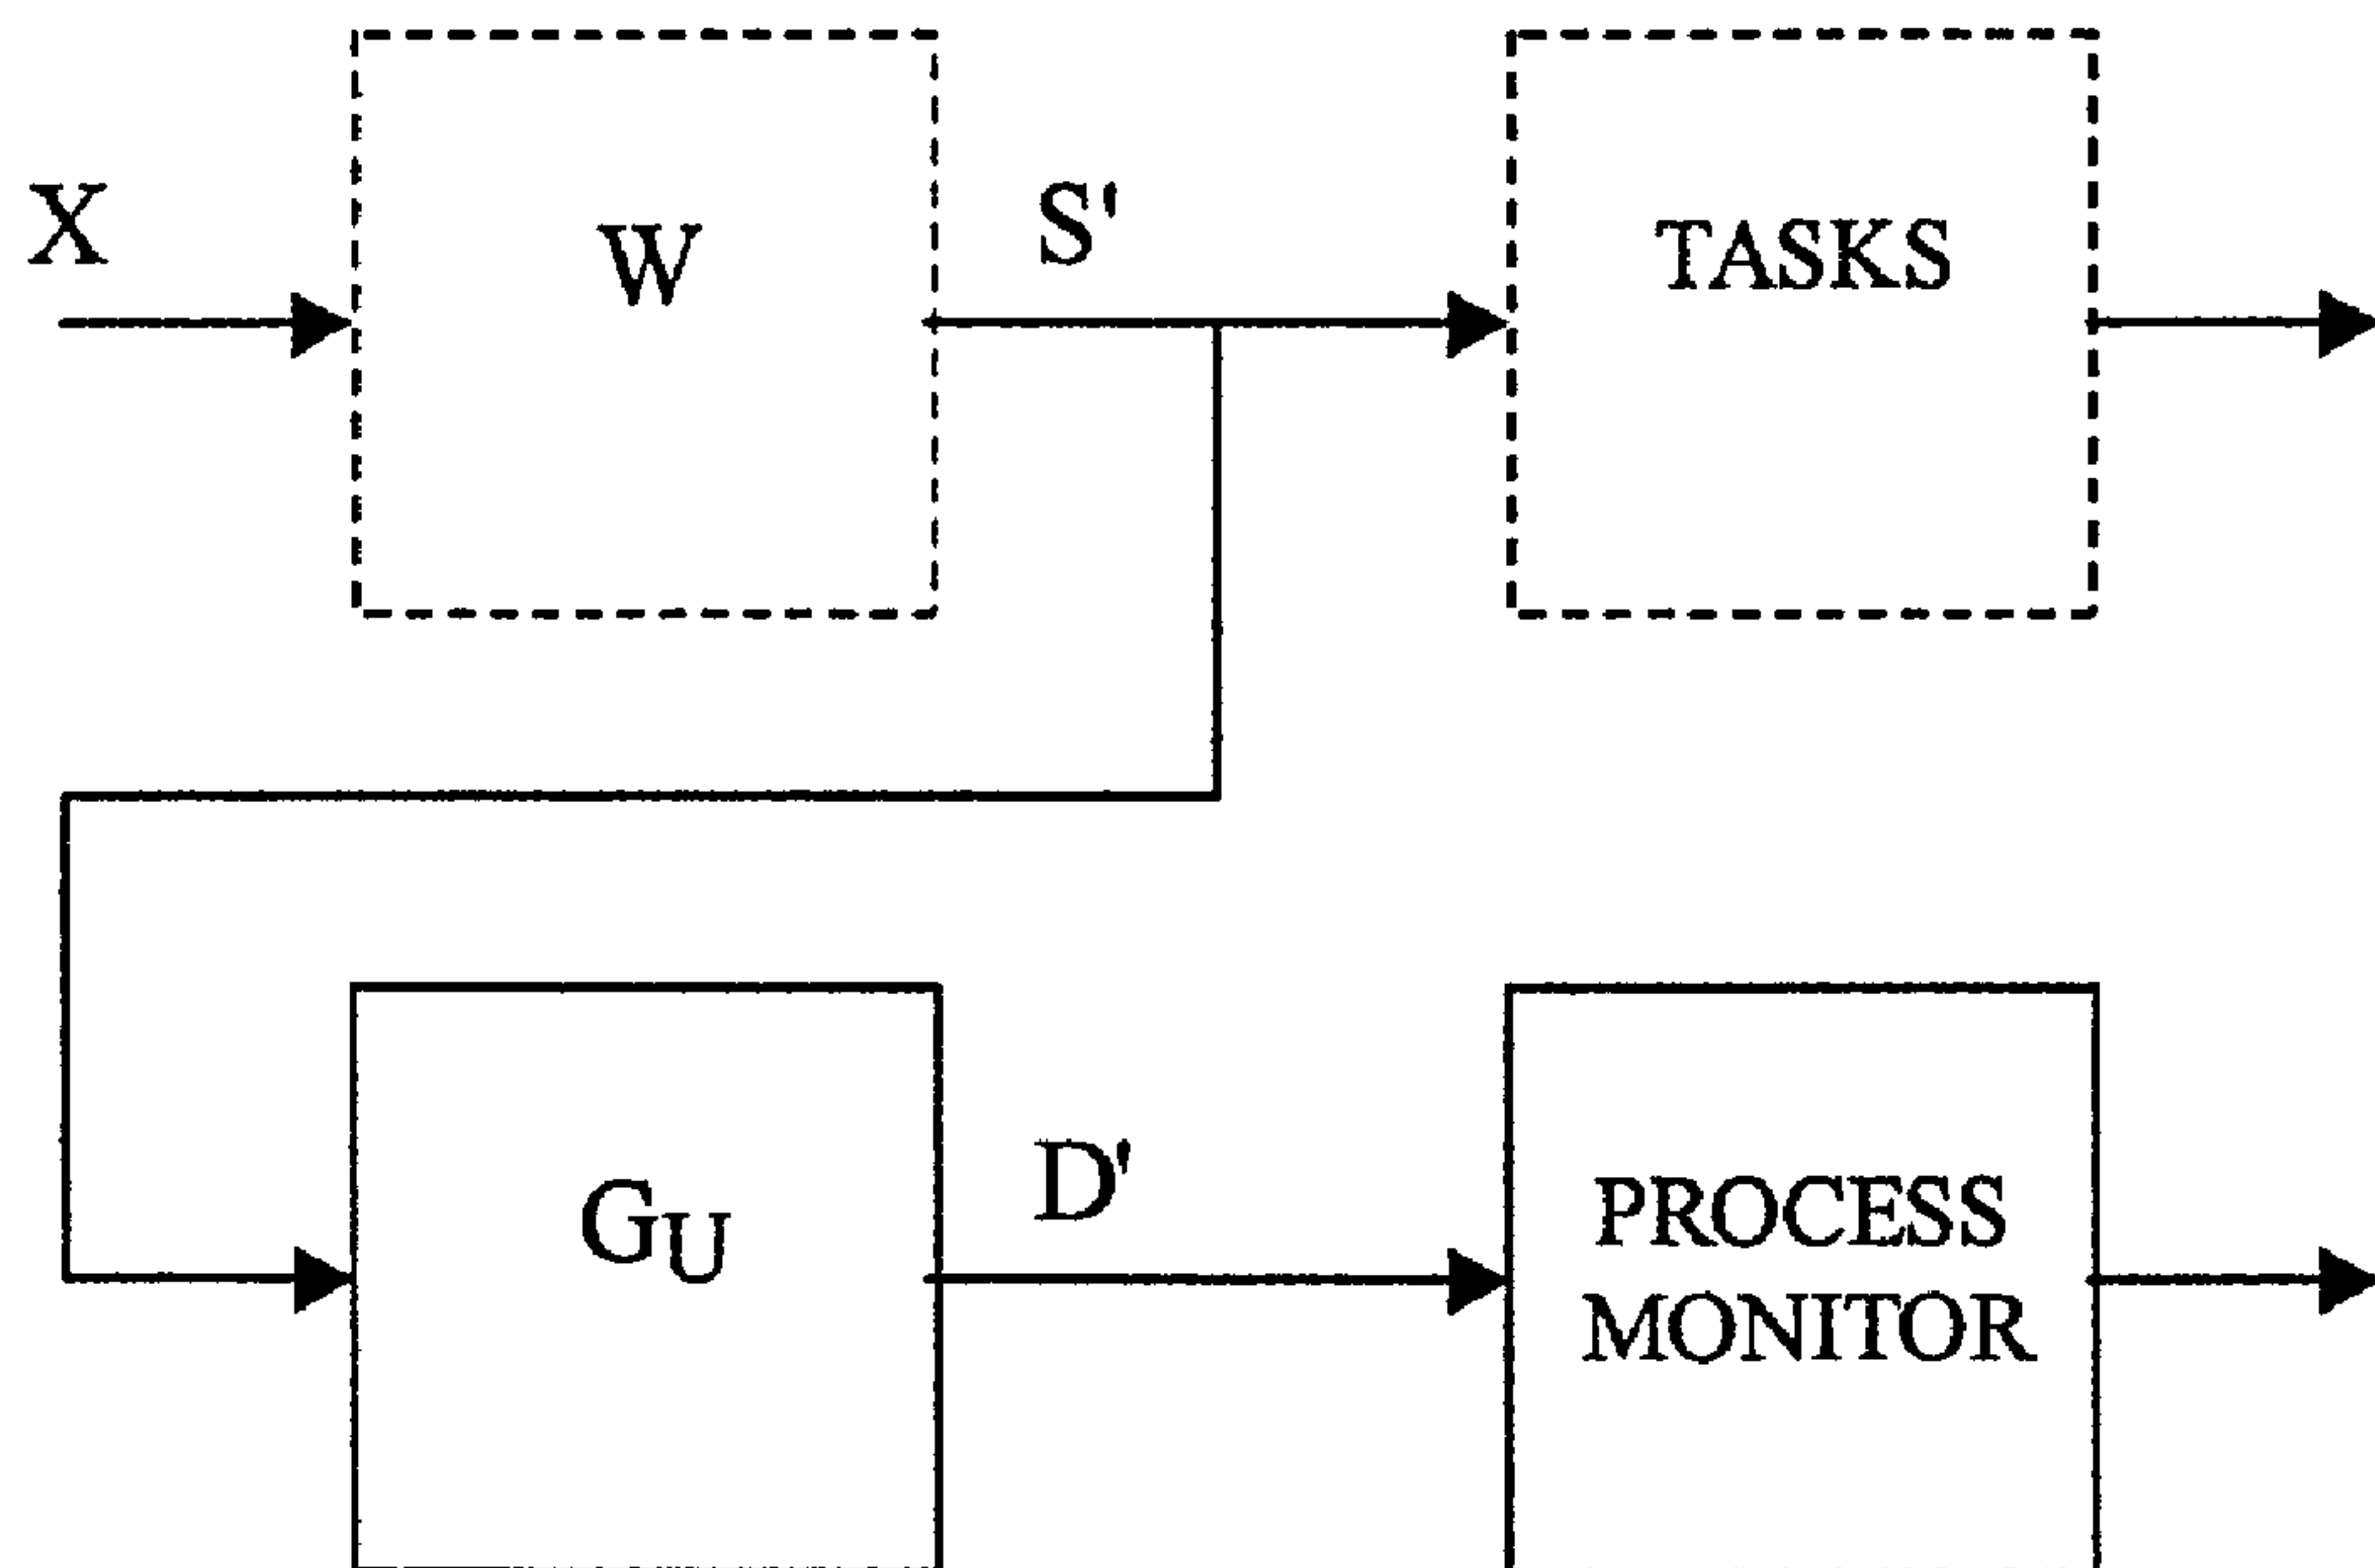 X
W
S'
TASKS
GU
D'
PROCESS
MONITOR